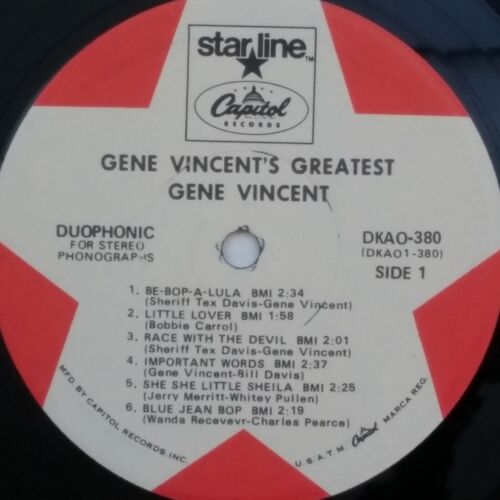 starline™
Capitol
RECORDS
GENE VINCENT'S GREATEST
GENE VINCENT
DUOPHONIC
FOR STEREO
PHONOGRAPHS
DKAO-380
(DKAO1-380)
SIDE 1
1. BE-BOP-A-LULA BMI 2:34
(Sheriff Tex Davis-Gene Vincent)
2. LITTLE LOVER BMI 1:58
(Bobbie Carrol)
3. RACE WITH THE DEVIL BMI 2:01
(Sheriff Tex Davis-Gene Vincent)
4. IMPORTANT WORDS BMI 2:37
(Gene Vincent-Bill Davis)
5. SHE SHE LITTLE SHEILA BMI 2:25
(Jerry Merritt-Whitey Pullen)
6. BLUE JEAN BOP BMI 2:19
(Wanda Recevevr-Charles Pearce)
MFD. BY CAPITOL RECORDS, INC.
U.S.A. T.M. Capitol MARCA REG.